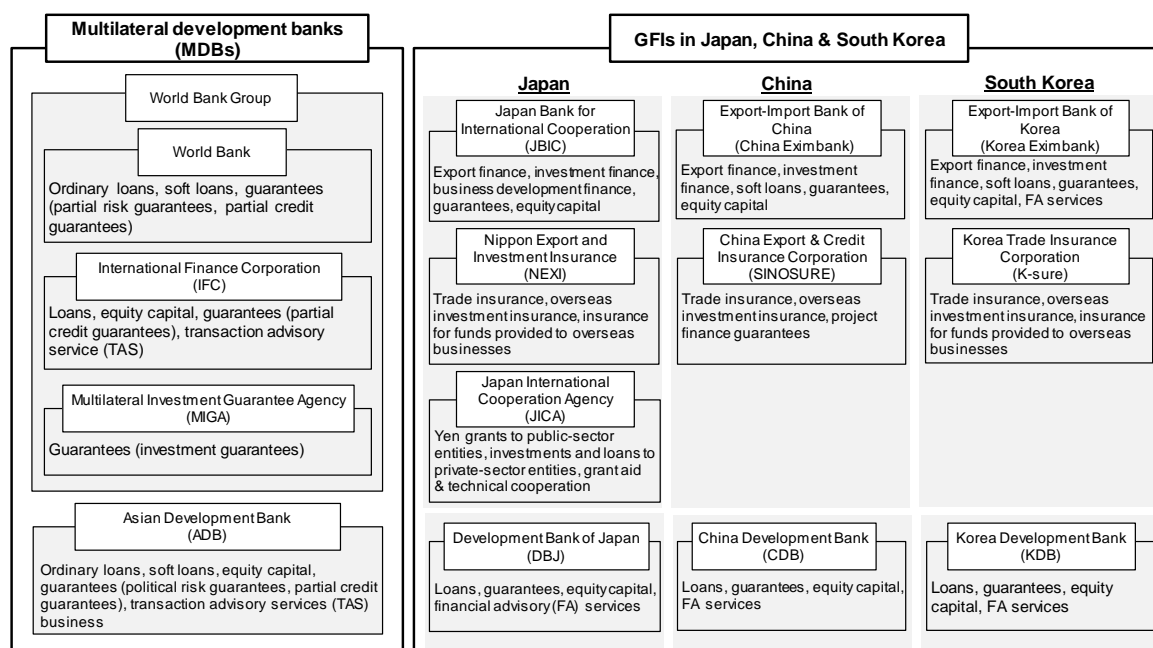 Multilateral development banks
(MDBs)
World Bank Group
World Bank
Ordinary loans, soft loans, guarantees
(partial risk guarantees, partial credit
guarantees)
International Finance Corporation
(IFC)
Loans, equity capital, guarantees (partial
credit guarantees), transaction advisory
service (TAS)
Multilateral Investment Guarantee Agency
(MIGA)
Guarantees (investment guarantees)
Asian Development Bank
(ADB)
Ordinary loans, soft loans, equity capital,
guarantees (political risk guarantees, partial credit
guarantees), transaction advisory services (TAS)
business
GFIs in Japan, China & South Korea
Japan
Japan Bank for
International Cooperation
(JBIC)
Export finance, investment finance,
business development finance,
guarantees, equity capital
Nippon Export and
Investment Insurance
(NEXI)
Trade insurance, overseas
investment insurance, insurance
for funds provided to overseas
businesses
Japan International
Cooperation Agency
(JICA)
Yen grants to public-sector
entities, investments and loans to
private-sector entities, grant aid
& technical cooperation
Development Bank of Japan
(DBJ)
Loans, guarantees, equity capital,
financial advisory (FA) services
China
Export-Import Bank of
China
(China Eximbank)
Export finance, investment
finance, soft loans, guarantees,
equity capital
China Export & Credit
Insurance Corporation
(SINOSURE)
Trade insurance, overseas
investment insurance, project
finance guarantees
China Development Bank
(CDB)
Loans, guarantees, equity capital,
FA services
South Korea
Export-Import Bank of
Korea
(Korea Eximbank)
Export finance, investment
finance, soft loans, guarantees,
equity capital, FA services
Korea Trade Insurance
Corporation
(K-sure)
Trade insurance, overseas
investment insurance, insurance
for funds provided to overseas
businesses
Korea Development Bank
(KDB)
Loans, guarantees, equity
capital, FA services